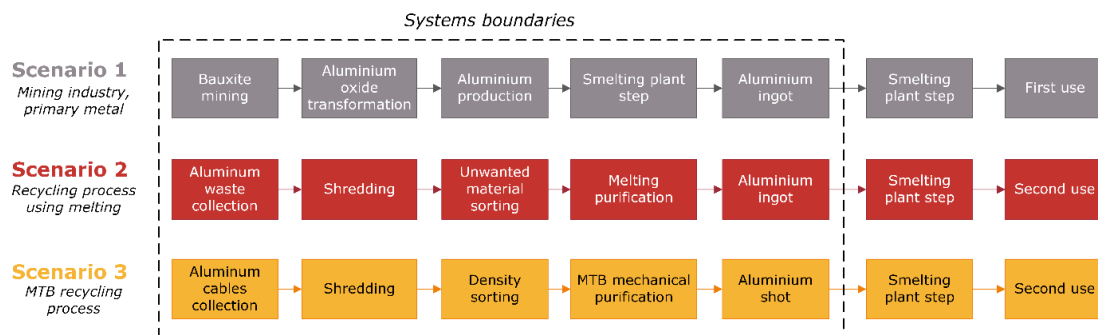 Systems boundaries
Scenario 1
Mining industry,
primary metal
Bauxite
mining
Aluminium
oxide
transformation
Aluminium
production
Smelting plant
step
Aluminium
ingot
Smelting
plant step
First use
Scenario 2
Recycling process
using melting
Aluminum
waste
collection
Shredding
Unwanted
material
sorting
Melting
purification
Aluminium
ingot
Smelting
plant step
Second use
Scenario 3
MTB recycling
process
Aluminum
cables
collection
Shredding
Density
sorting
MTB mechanical
purification
Aluminium
shot
Smelting
plant step
Second use